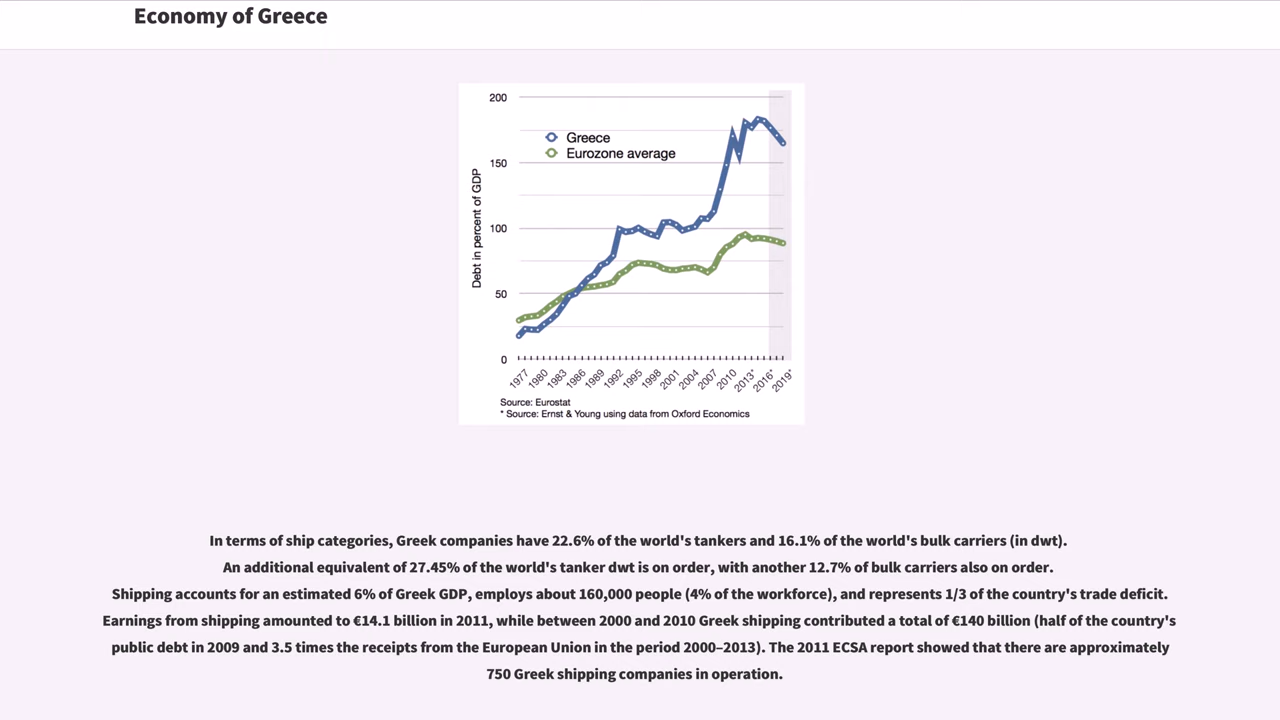 Economy of Greece
200
Greece
Eurozone average
150
Debt in percent of GDP
100
50
0
1977 1980 1983 1986 1989 1992 1995 1998 2001 2004 2007 2010 2013* 2016* 2019*
Source: Eurostat
* Source: Ernst & Young using data from Oxford Economics
In terms of ship categories, Greek companies have 22.6% of the world's tankers and 16.1% of the world's bulk carriers (in dwt).
An additional equivalent of 27.45% of the world's tanker dwt is on order, with another 12.7% of bulk carriers also on order.
Shipping accounts for an estimated 6% of Greek GDP, employs about 160,000 people (4% of the workforce), and represents 1/3 of the country's trade deficit.
Earnings from shipping amounted to €14.1 billion in 2011, while between 2000 and 2010 Greek shipping contributed a total of €140 billion (half of the country's
public debt in 2009 and 3.5 times the receipts from the European Union in the period 2000–2013). The 2011 ECSA report showed that there are approximately
750 Greek shipping companies in operation.